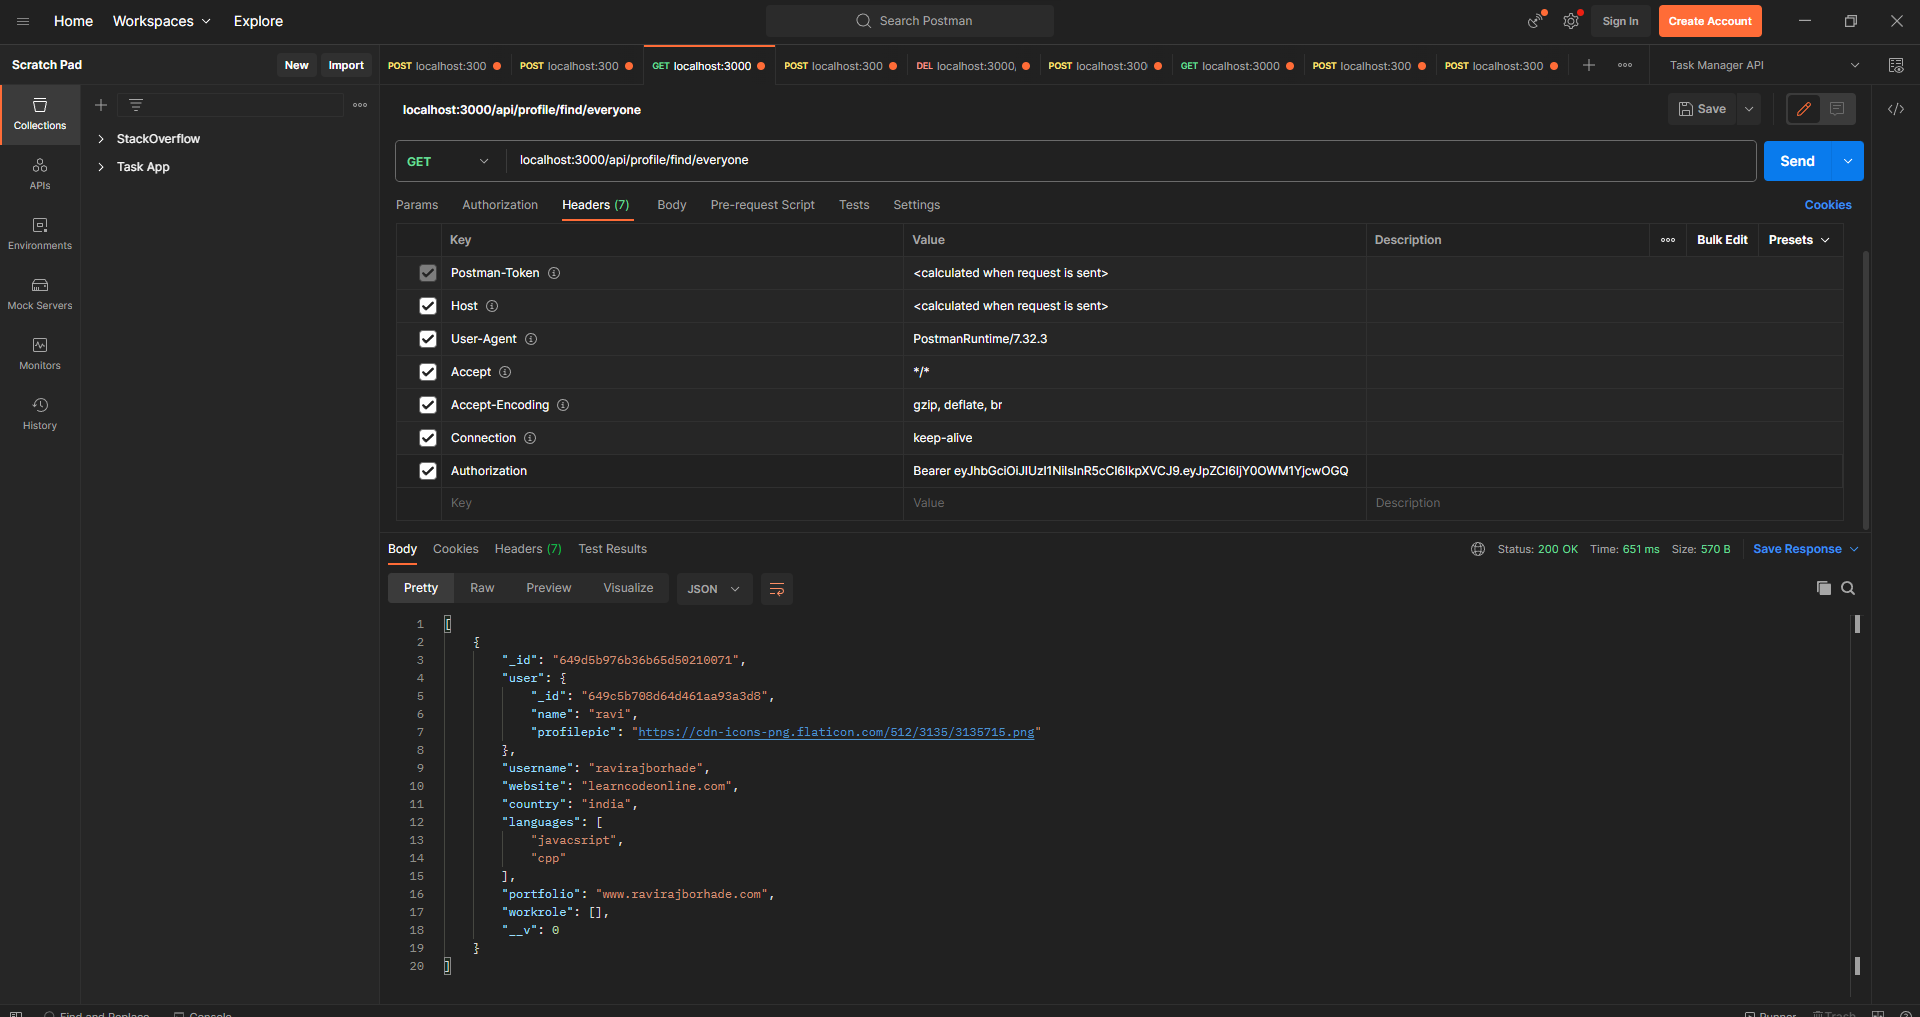 Home Workspaces Explore Search Postman Sign In Create Account
Scratch Pad New Import
POST localhost:300 POST localhost:300 GET localhost:3000 POST localhost:300 DEL localhost:3000, POST localhost:300 GET localhost:3000 POST localhost:300 POST localhost:300 Task Manager API
Collections
APIs
Environments
Mock Servers
Monitors
History
StackOverflow
Task App
localhost:3000/api/profile/find/everyone Save
GET localhost:3000/api/profile/find/everyone Send
Params Authorization Headers (7) Body Pre-request Script Tests Settings Cookies
Key Value Description Bulk Edit Presets
Postman-Token <calculated when request is sent>
Host <calculated when request is sent>
User-Agent PostmanRuntime/7.32.3
Accept */*
Accept-Encoding gzip, deflate, br
Connection keep-alive
Authorization Bearer eyJhbGciOiJIUzI1NiIsInR5cCI6IkpXVCJ9.eyJpZCI6IjY0OWM1YjcwOGQ
Key Value Description
Body Cookies Headers (7) Test Results Status: 200 OK Time: 651 ms Size: 570 B Save Response
Pretty Raw Preview Visualize JSON
1 [
2 {
3 "_id": "649d5b976b36b65d50210071",
4 "user": {
5 "_id": "649c5b708d64d461aa93a3d8",
6 "name": "ravi",
7 "profilepic": "https://cdn-icons-png.flaticon.com/512/3135/3135715.png"
8 },
9 "username": "ravirajborhade",
10 "website": "learncodeonline.com",
11 "country": "india",
12 "languages": [
13 "javacsript",
14 "cpp"
15 ],
16 "portfolio": "www.ravirajborhade.com",
17 "workrole": [],
18 "__v": 0
19 }
20 ]
Find and Replace Console Runner Trash